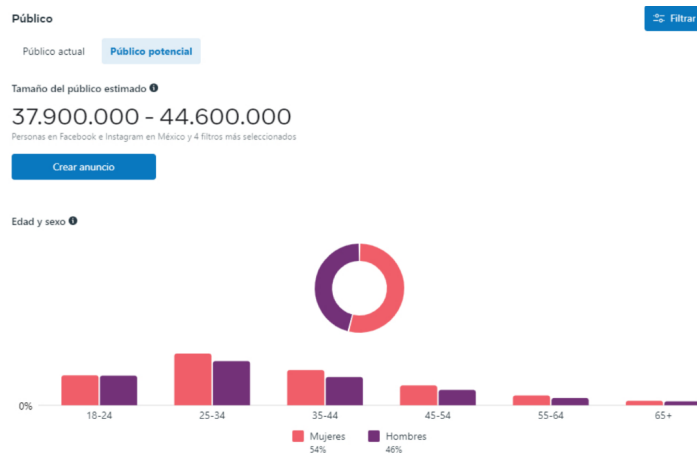 Público
Filtrar
Público actual
Público potencial
Tamaño del público estimado
37.900.000 - 44.600.000
Personas en Facebook e Instagram en México y 4 filtros más seleccionados
Crear anuncio
Edad y sexo
0%
18-24 25-34 35-44 45-54 55-64 65+
Mujeres Hombres
54% 46%